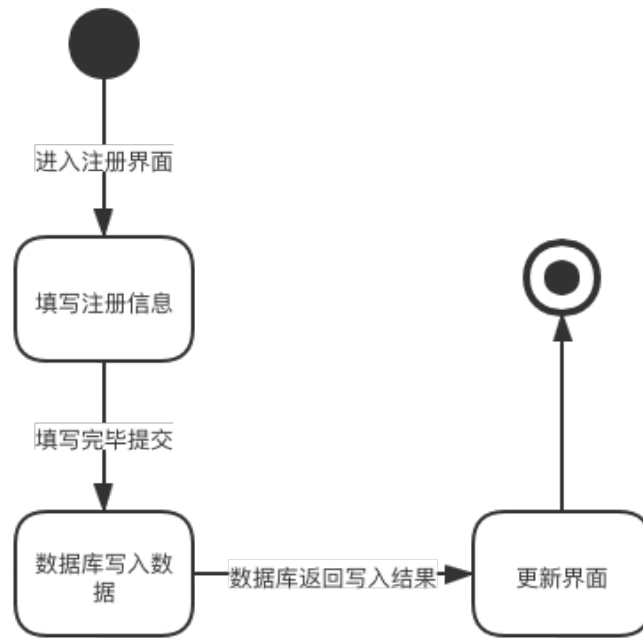 进入注册界面
填写注册信息
填写完毕提交
数据库写入数
据
数据库返回写入结果
更新界面